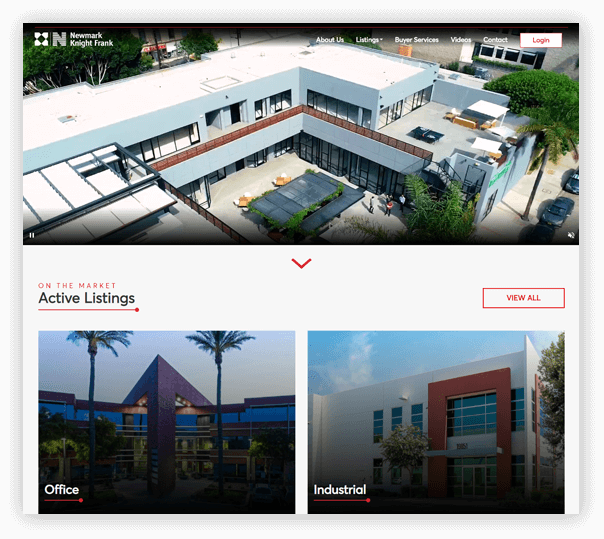 Newmark
Knight Frank
About Us
Listings
Buyer Services
Videos
Contact
Login
ON THE MARKET
Active Listings
VIEW ALL
Office
Industrial